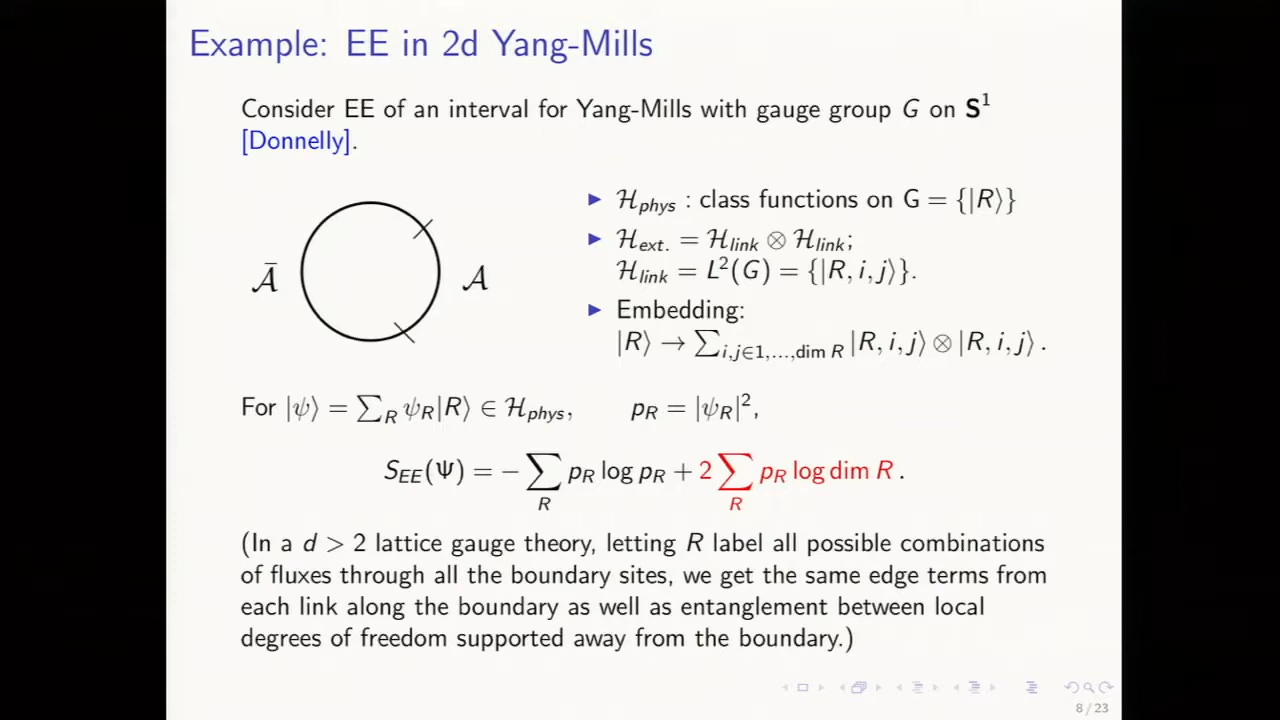 Example: EE in 2d Yang-Mills
Consider EE of an interval for Yang-Mills with gauge group G on S¹
[Donnelly].
Ā
A
▶ ℋ_phys : class functions on G = {|R⟩}
▶ ℋ_ext. = ℋ_link ⊗ ℋ_link;
ℋ_link = L²(G) = {|R, i, j⟩}.
▶ Embedding:
|R⟩ → ∑_{i,j∈1,...,dim R} |R, i, j⟩ ⊗ |R, i, j⟩ .
For |ψ⟩ = ∑_R ψ_R|R⟩ ∈ ℋ_phys, p_R = |ψ_R|²,
S_EE(Ψ) = − ∑_R p_R log p_R + 2 ∑_R p_R log dim R .
(In a d > 2 lattice gauge theory, letting R label all possible combinations
of fluxes through all the boundary sites, we get the same edge terms from
each link along the boundary as well as entanglement between local
degrees of freedom supported away from the boundary.)
8 / 23